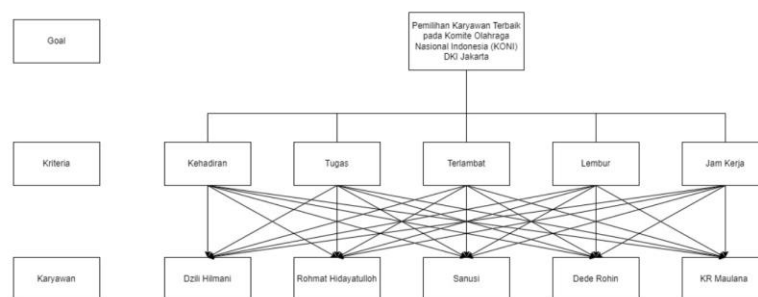 Goal
Pemilihan Karyawan Terbaik
pada Komite Olahraga
Nasional Indonesia (KONI)
DKI Jakarta
Kriteria
Kehadiran
Tugas
Terlambat
Lembur
Jam Kerja
Karyawan
Dzili Hilmani
Rohmat Hidayatulloh
Sanusi
Dede Rohin
KR Maulana